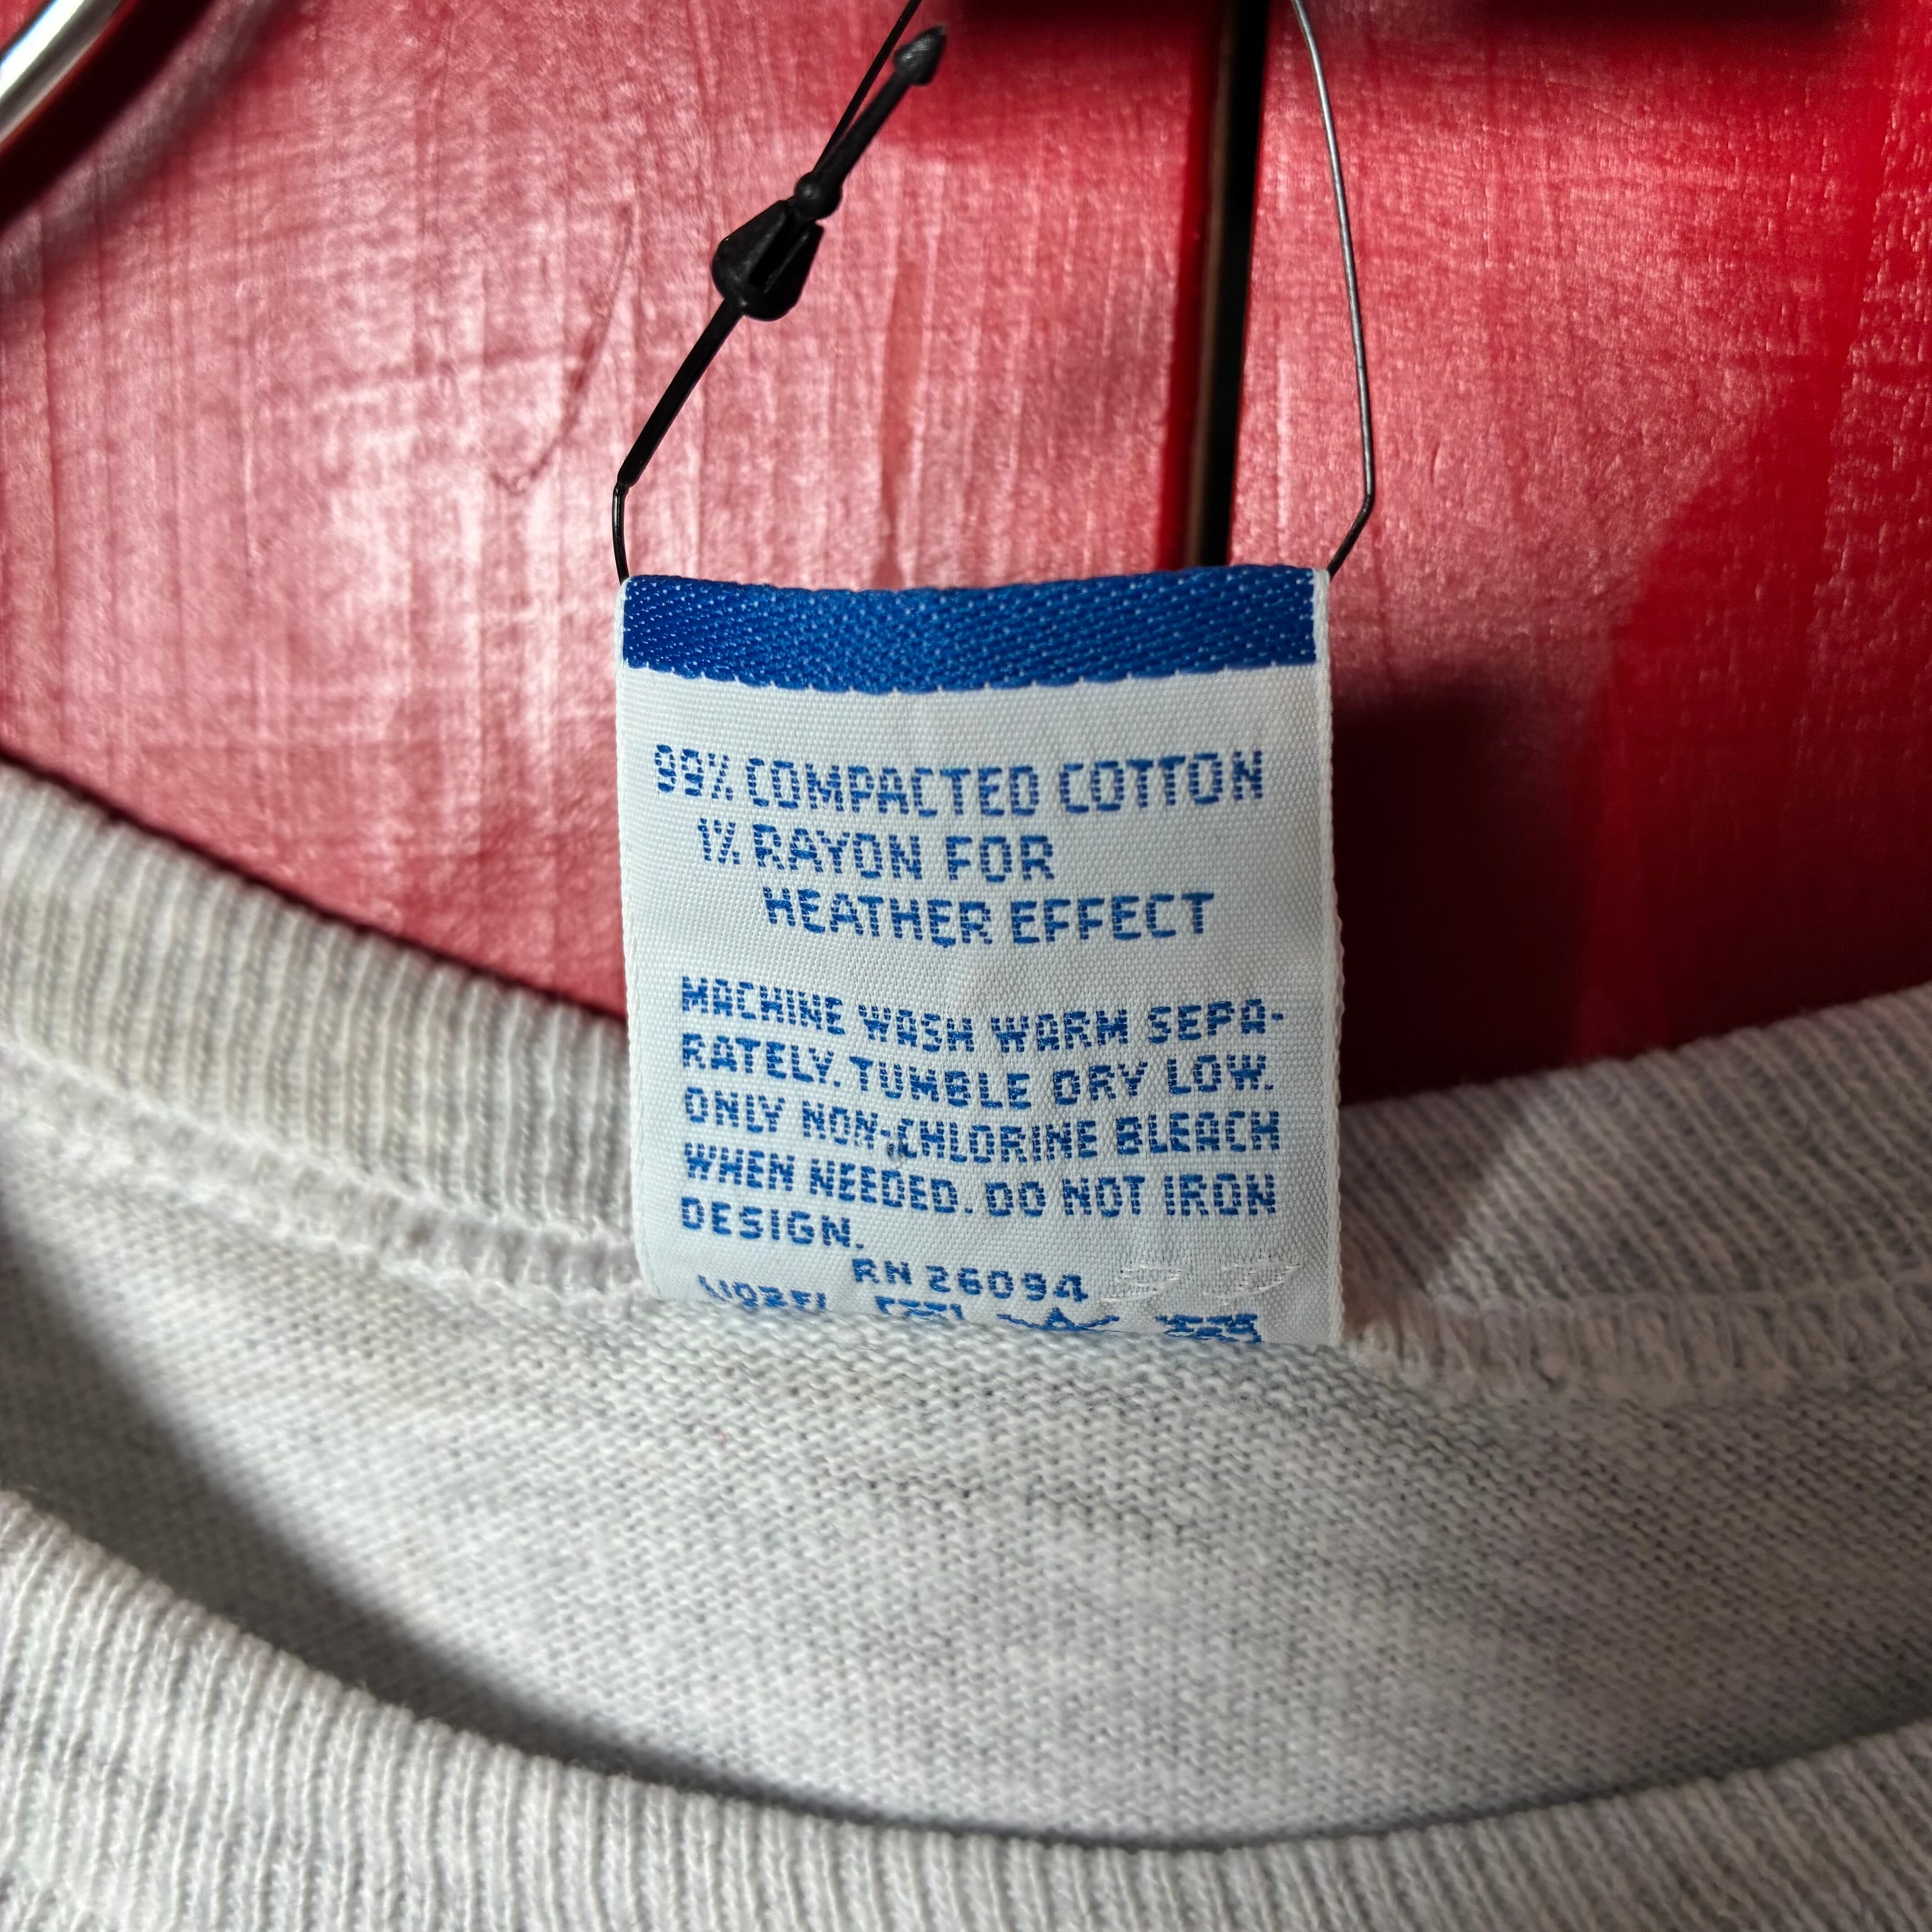 99% COMPACTED COTTON
1% RAYON FOR
HEATHER EFFECT
MACHINE WASH WARM SEPA-
RATELY. TUMBLE DRY LOW.
ONLY NON-CHLORINE BLEACH
WHEN NEEDED. DO NOT IRON
DESIGN.
RN 26094